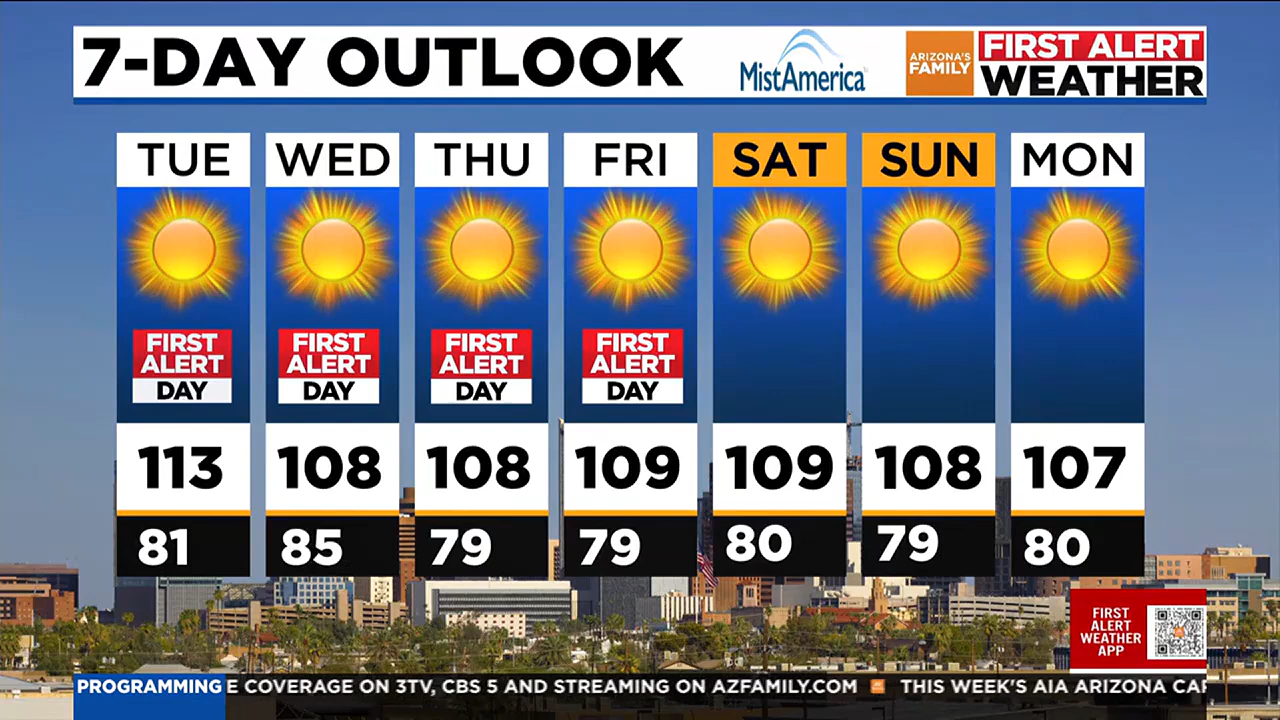 7-DAY OUTLOOK
MistAmerica
ARIZONA'S
FAMILY
FIRST ALERT
WEATHER
TUE WED THU FRI SAT SUN MON
FIRST FIRST FIRST FIRST
ALERT ALERT ALERT ALERT
DAY DAY DAY DAY
113 108 108 109 109 108 107
81 85 79 79 80 79 80
FIRST
ALERT
WEATHER
APP
PROGRAMMING E COVERAGE ON 3TV, CBS 5 AND STREAMING ON AZFAMILY.COM THIS WEEK'S AIA ARIZONA